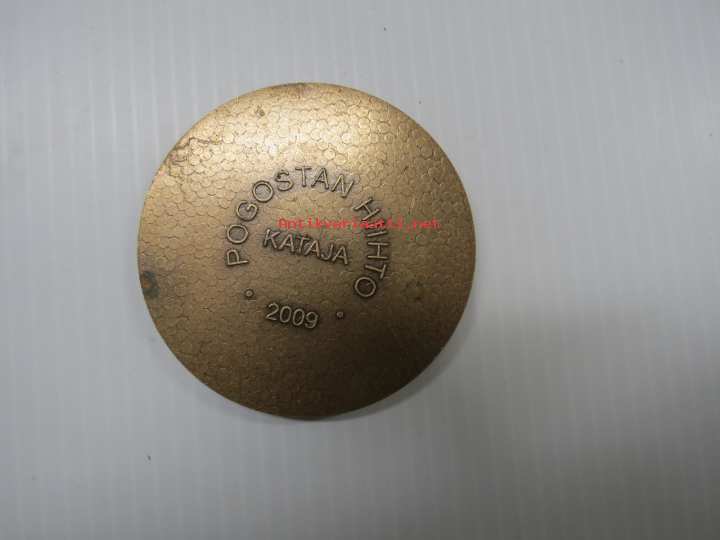 POGOSTAN HIIHTO
KATAJA
• 2009 •
Antikvariaatti.net